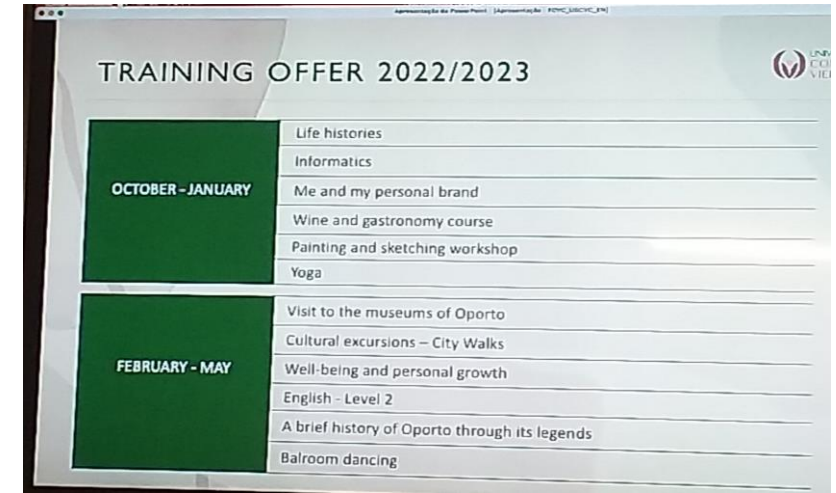 TRAINING OFFER 2022/2023
OCTOBER - JANUARY
Life histories
Informatics
Me and my personal brand
Wine and gastronomy course
Painting and sketching workshop
Yoga
FEBRUARY - MAY
Visit to the museums of Oporto
Cultural excursions – City Walks
Well-being and personal growth
English - Level 2
A brief history of Oporto through its legends
Balroom dancing